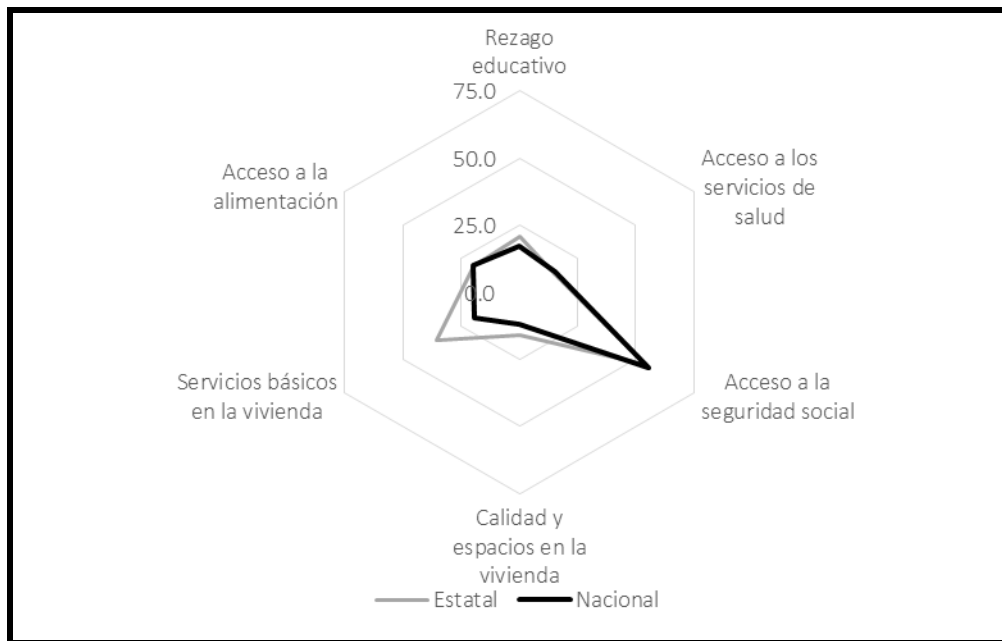 Rezago
educativo
75.0
Acceso a los
servicios de
salud
50.0
Acceso a la
alimentación
25.0
0.0
Servicios básicos
en la vivienda
Acceso a la
seguridad social
Calidad y
espacios en la
vivienda
Estatal
Nacional